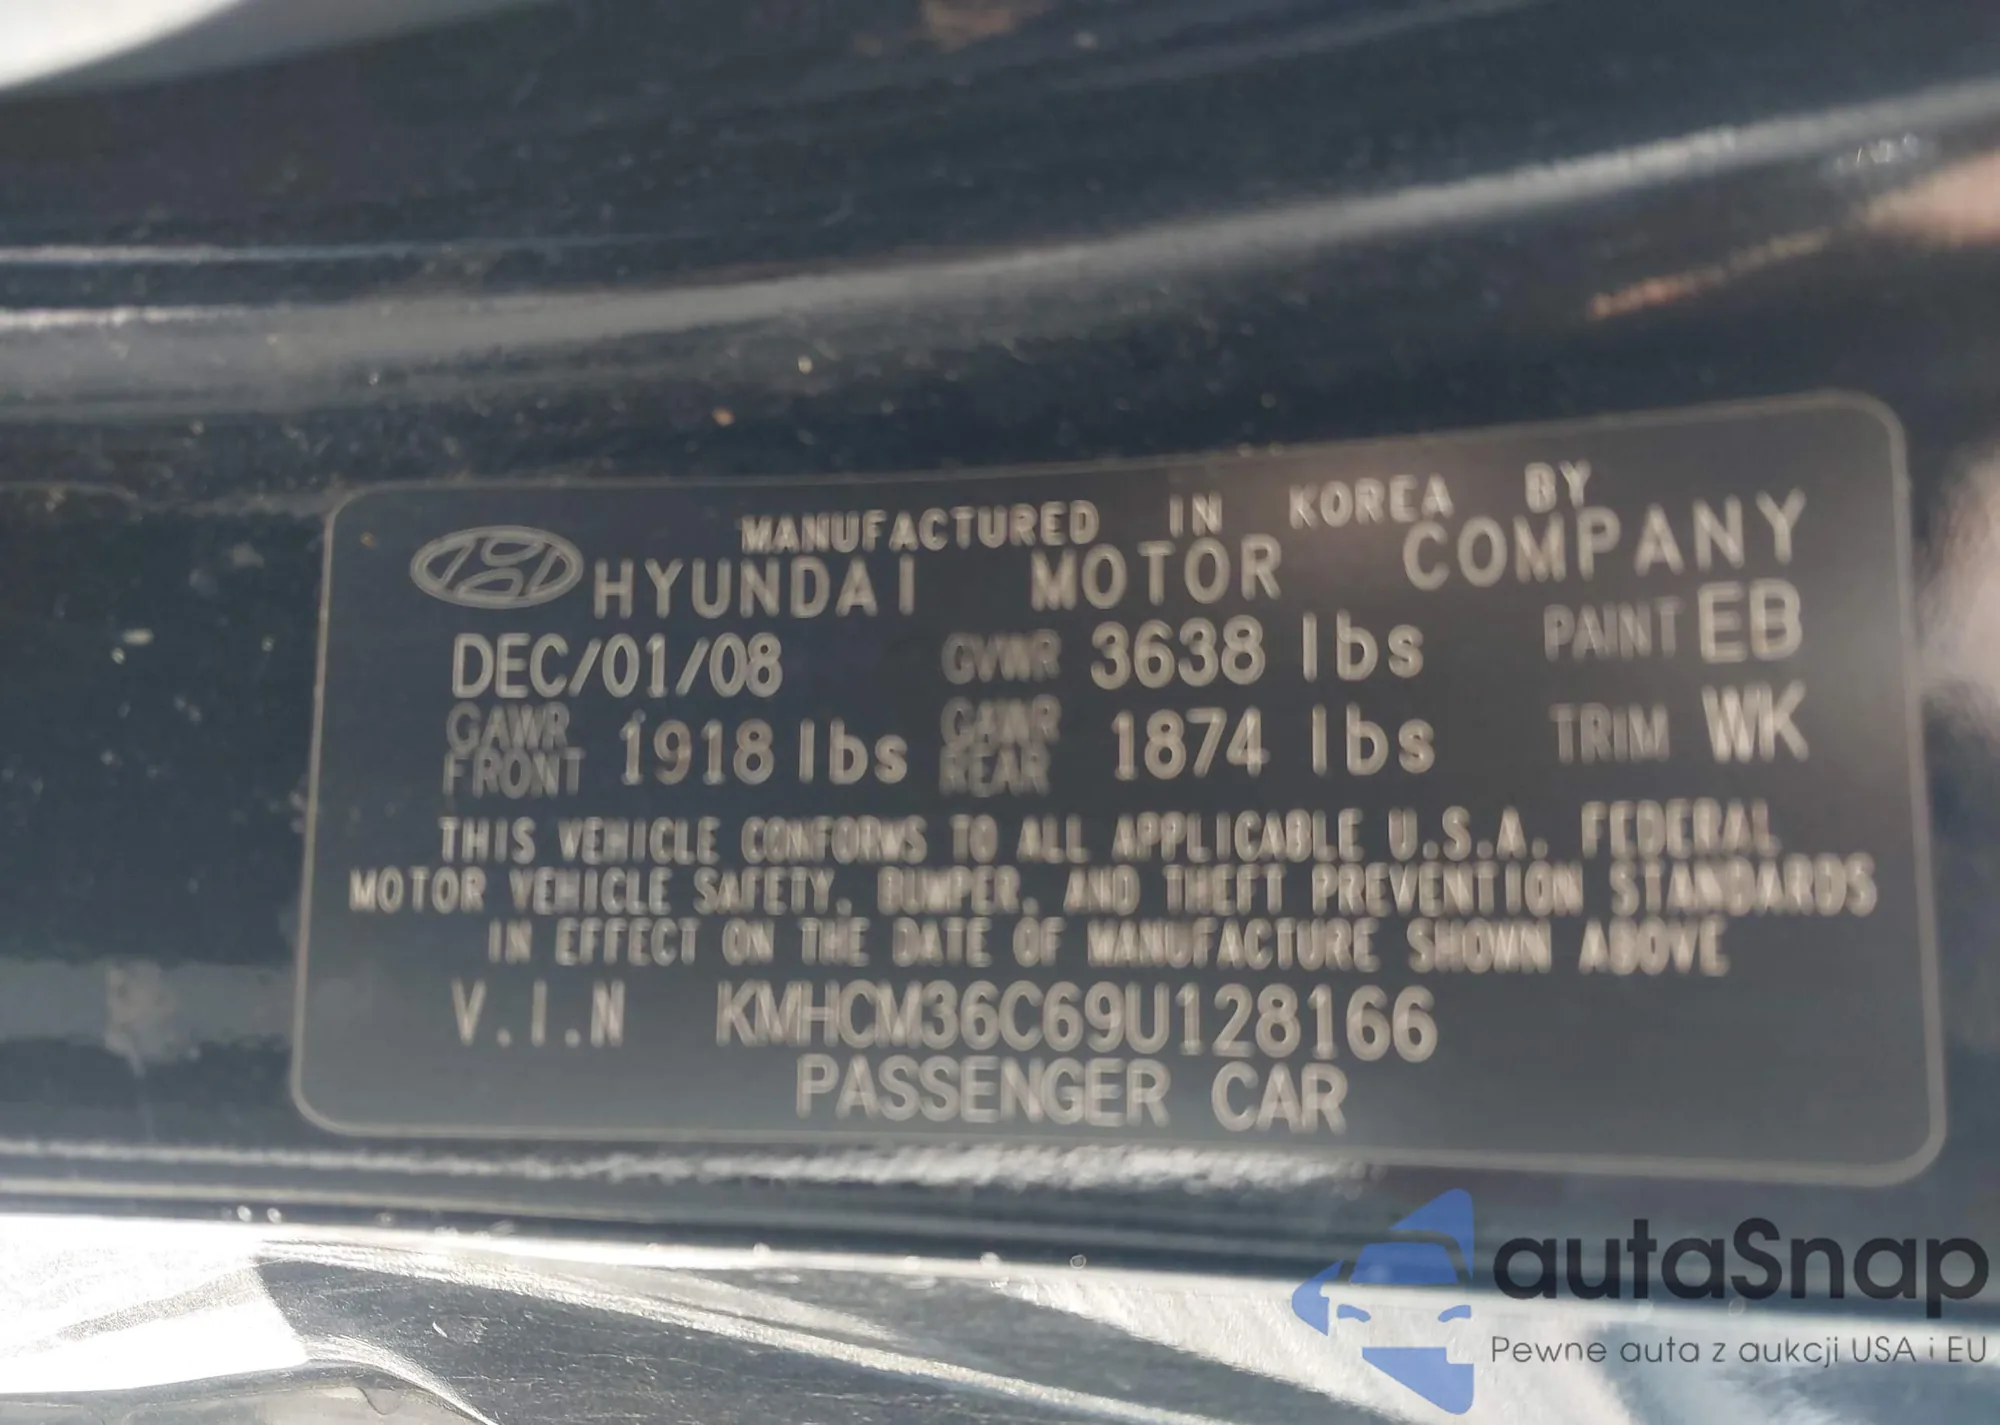 MANUFACTURED IN KOREA BY
HYUNDAI MOTOR COMPANY
DEC/01/08 GVWR 3638 lbs PAINT EB
GAWR FRONT 1918 lbs GAWR REAR 1874 lbs TRIM WK
THIS VEHICLE CONFORMS TO ALL APPLICABLE U.S.A. FEDERAL
MOTOR VEHICLE SAFETY, BUMPER, AND THEFT PREVENTION STANDARDS
IN EFFECT ON THE DATE OF MANUFACTURE SHOWN ABOVE
V.I.N KMHCM36C69U128166
PASSENGER CAR
autaSnap
Pewne auta z aukcji USA i EU